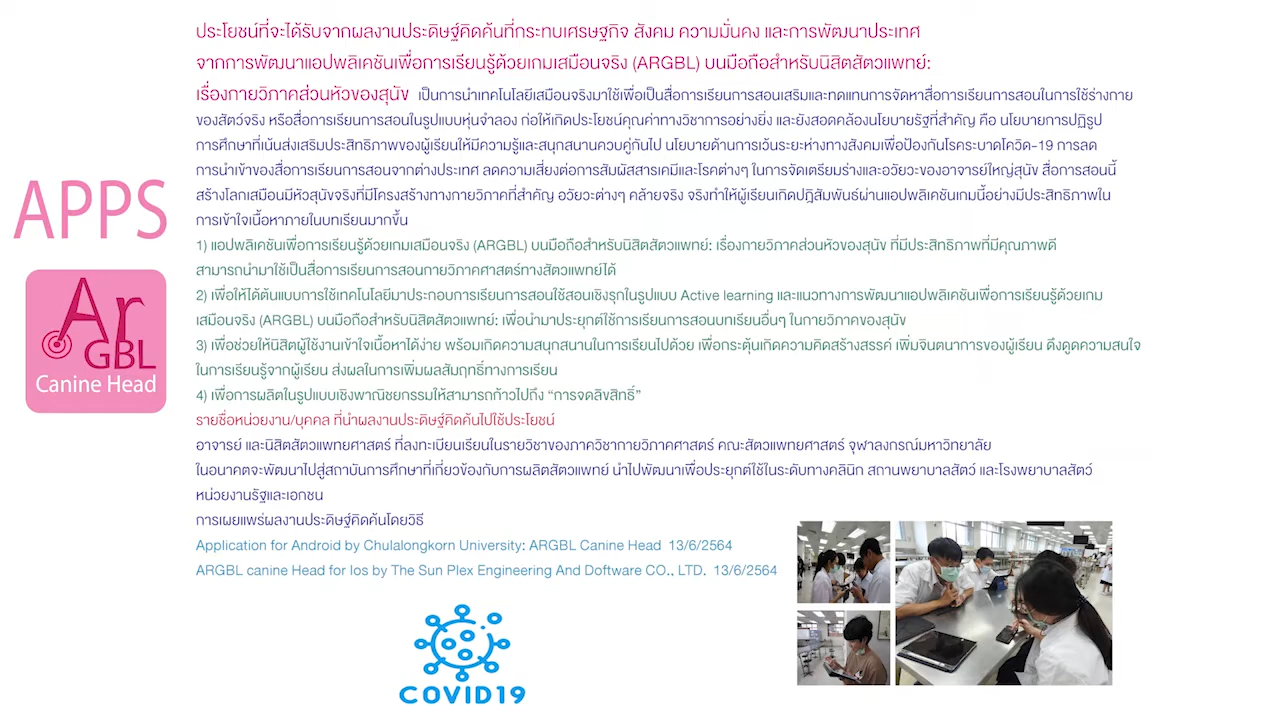 ประโยชน์ที่จะได้รับจากผลงานประดิษฐ์คิดค้นที่กระทบเศรษฐกิจ สังคม ความมั่นคง และการพัฒนาประเทศ
จากการพัฒนาแอปพลิเคชันเพื่อการเรียนรู้ด้วยเกมเสมือนจริง (ARGBL) บนมือถือสำหรับนิสิตสัตวแพทย์:
เรื่องกายวิภาคส่วนหัวของสุนัข เป็นการนำเทคโนโลยีเสมือนจริงมาใช้เพื่อเป็นสื่อการเรียนการสอนเสริมและทดแทนการจัดหาสื่อการเรียนการสอนในการใช้ร่างกาย
ของสัตว์จริง หรือสื่อการเรียนการสอนในรูปแบบหุ่นจำลอง ก่อให้เกิดประโยชน์คุณค่าทางวิชาการอย่างยิ่ง และยังสอดคล้องนโยบายรัฐที่สำคัญ คือ นโยบายการปฏิรูป
การศึกษาที่เน้นส่งเสริมประสิทธิภาพของผู้เรียนให้มีความรู้และสนุกสนานควบคู่กันไป นโยบายด้านการเว้นระยะห่างทางสังคมเพื่อป้องกันโรคระบาดโควิด-19 การลด
การนำเข้าของสื่อการเรียนการสอนจากต่างประเทศ ลดความเสี่ยงต่อการสัมผัสสารเคมีและโรคต่างๆ ในการจัดเตรียมร่างและอวัยวะของอาจารย์ใหญ่สุนัข สื่อการสอนนี้
สร้างโลกเสมือนมีหัวสุนัขจริงที่มีโครงสร้างทางกายวิภาคที่สำคัญ อวัยวะต่างๆ คล้ายจริง จริงทำให้ผู้เรียนเกิดปฎิสัมพันธ์ผ่านแอปพลิเคชันเกมนี้อย่างมีประสิทธิภาพใน
การเข้าใจเนื้อหาภายในบทเรียนมากขึ้น
APPS
1) แอปพลิเคชันเพื่อการเรียนรู้ด้วยเกมเสมือนจริง (ARGBL) บนมือถือสำหรับนิสิตสัตวแพทย์: เรื่องกายวิภาคส่วนหัวของสุนัข ที่มีประสิทธิภาพที่มีคุณภาพดี
สามารถนำมาใช้เป็นสื่อการเรียนการสอนกายวิภาคศาสตร์ทางสัตวแพทย์ได้
2) เพื่อให้ได้ต้นแบบการใช้เทคโนโลยีมาประกอบการเรียนการสอนใช้สอนเชิงรุกในรูปแบบ Active learning และแนวทางการพัฒนาแอปพลิเคชันเพื่อการเรียนรู้ด้วยเกม
เสมือนจริง (ARGBL) บนมือถือสำหรับนิสิตสัตวแพทย์: เพื่อนำมาประยุกต์ใช้การเรียนการสอนบทเรียนอื่นๆ ในกายวิภาคของสุนัข
3) เพื่อช่วยให้นิสิตผู้ใช้งานเข้าใจเนื้อหาได้ง่าย พร้อมเกิดความสนุกสนานในการเรียนไปด้วย เพื่อกระตุ้นเกิดความคิดสร้างสรรค์ เพิ่มจินตนาการของผู้เรียน ดึงดูดความสนใจ
ในการเรียนรู้จากผู้เรียน ส่งผลในการเพิ่มผลสัมฤทธิ์ทางการเรียน
4) เพื่อการผลิตในรูปแบบเชิงพาณิชยกรรมให้สามารถก้าวไปถึง “การจดลิขสิทธิ์”
Ar
GBL
Canine Head
รายชื่อหน่วยงาน/บุคคล ที่นำผลงานประดิษฐ์คิดค้นไปใช้ประโยชน์
อาจารย์ และนิสิตสัตวแพทยศาสตร์ ที่ลงทะเบียนเรียนในรายวิชาของภาควิชากายวิภาคศาสตร์ คณะสัตวแพทยศาสตร์ จุฬาลงกรณ์มหาวิทยาลัย
ในอนาคตจะพัฒนาไปสู่สถาบันการศึกษาที่เกี่ยวข้องกับการผลิตสัตวแพทย์ นำไปพัฒนาเพื่อประยุกต์ใช้ในระดับทางคลินิก สถานพยาบาลสัตว์ และโรงพยาบาลสัตว์
หน่วยงานรัฐและเอกชน
การเผยแพร่ผลงานประดิษฐ์คิดค้นโดยวิธี
Application for Android by Chulalongkorn University: ARGBL Canine Head 13/6/2564
ARGBL canine Head for Ios by The Sun Plex Engineering And Doftware CO., LTD. 13/6/2564
COVID19